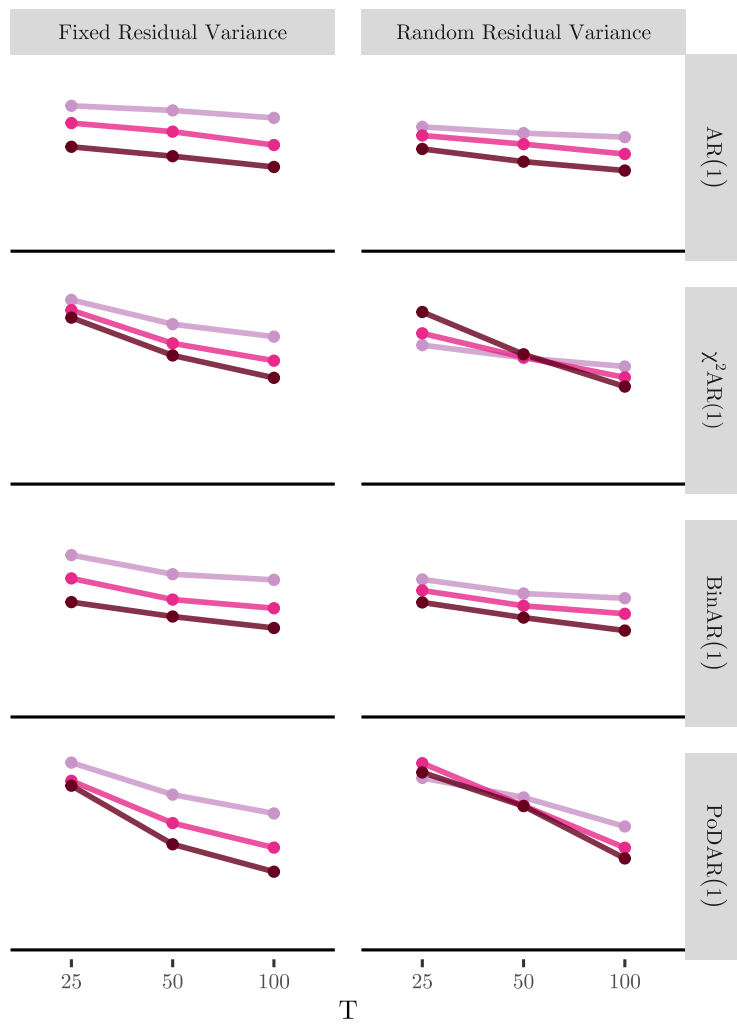 Fixed Residual Variance
Random Residual Variance
AR(1)
χ²AR(1)
BinAR(1)
PoDAR(1)
25 50 100
25 50 100
T